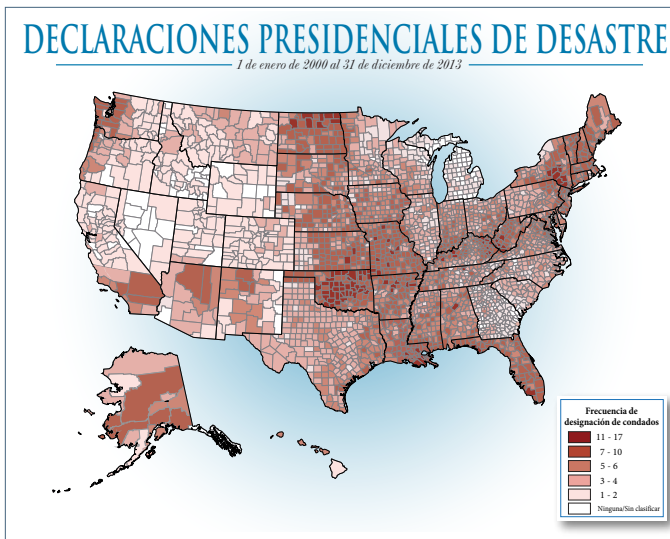 DECLARACIONES PRESIDENCIALES DE DESASTRE
1 de enero de 2000 al 31 de diciembre de 2013
Frecuencia de
designación de condados
11 - 17
7 - 10
5 - 6
3 - 4
1 - 2
Ninguna/Sin clasificar